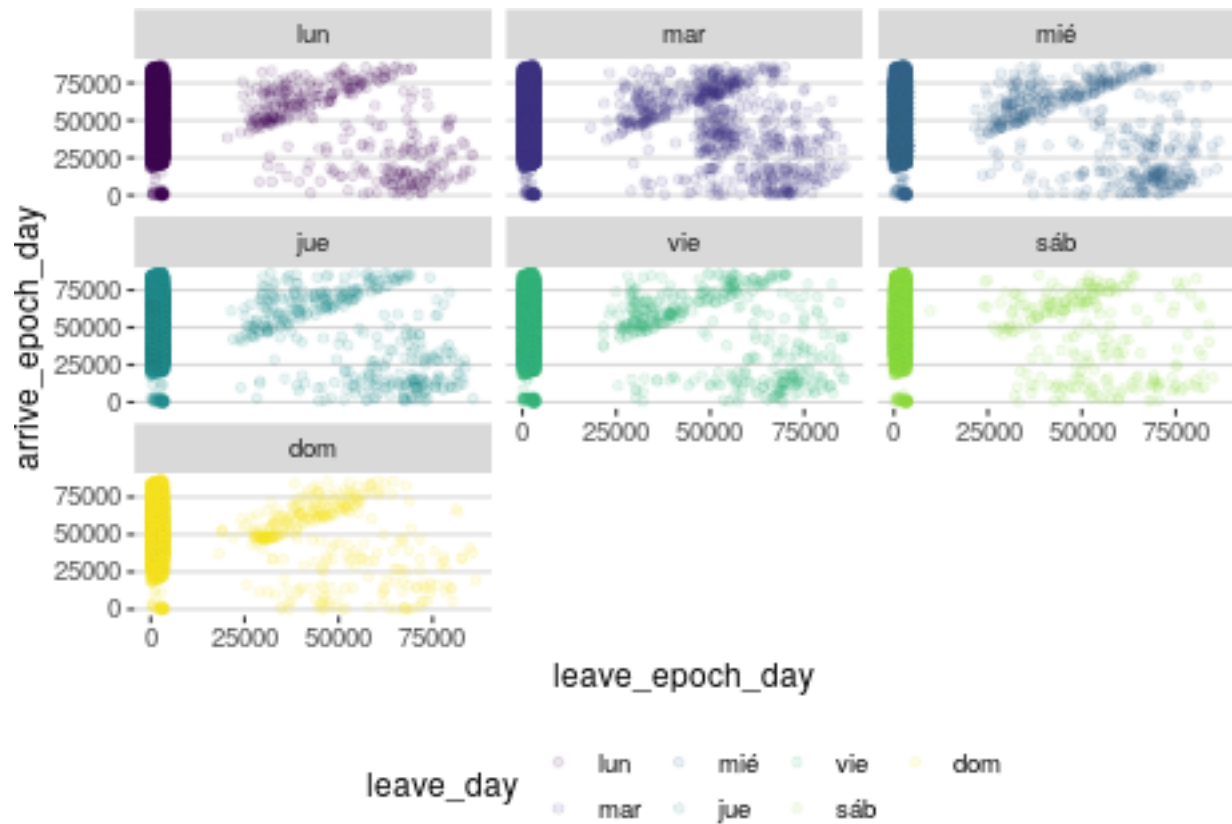 lun mar mié
75000
50000
25000
0
jue vie sáb
75000
50000
25000
0
0 25000 50000 75000 0 25000 50000 75000
dom
75000
50000
25000
0
0 25000 50000 75000
arrive_epoch_day
leave_epoch_day
leave_day
lun mié vie dom
mar jue sáb